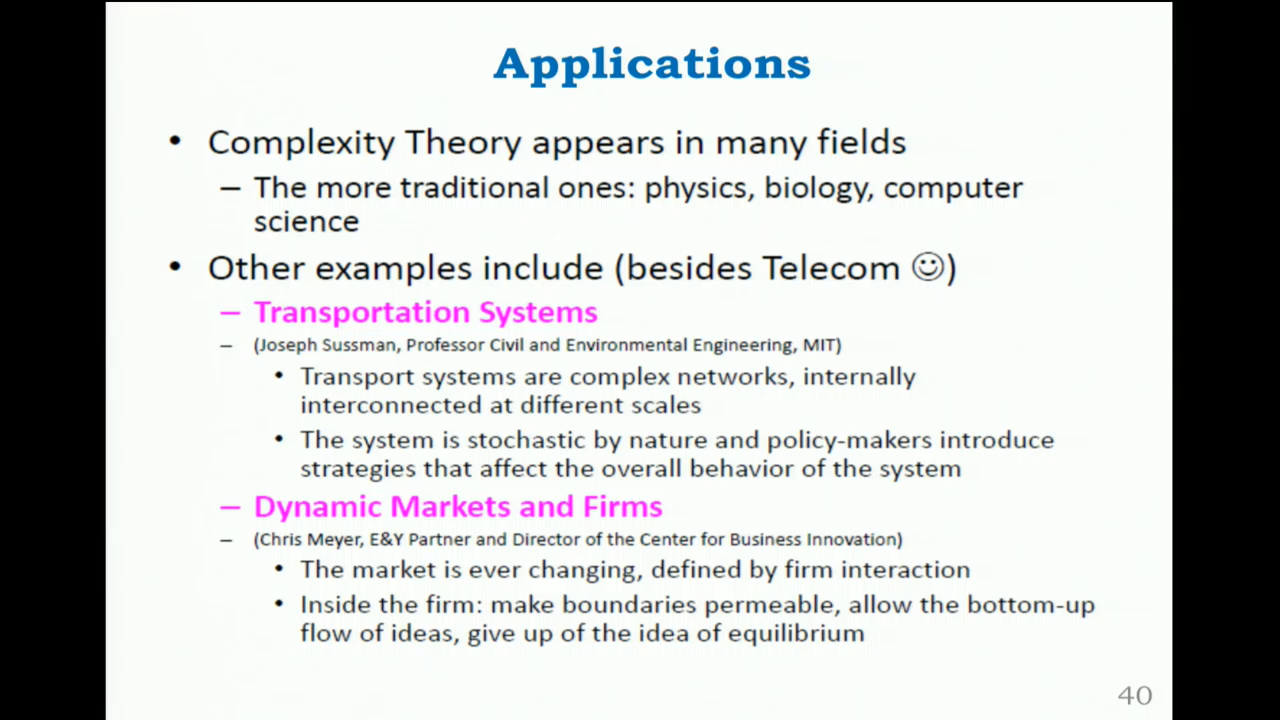 Applications
• Complexity Theory appears in many fields
– The more traditional ones: physics, biology, computer
science
• Other examples include (besides Telecom ☺)
– Transportation Systems
– (Joseph Sussman, Professor Civil and Environmental Engineering, MIT)
• Transport systems are complex networks, internally
interconnected at different scales
• The system is stochastic by nature and policy-makers introduce
strategies that affect the overall behavior of the system
– Dynamic Markets and Firms
– (Chris Meyer, E&Y Partner and Director of the Center for Business Innovation)
• The market is ever changing, defined by firm interaction
• Inside the firm: make boundaries permeable, allow the bottom-up
flow of ideas, give up of the idea of equilibrium
40